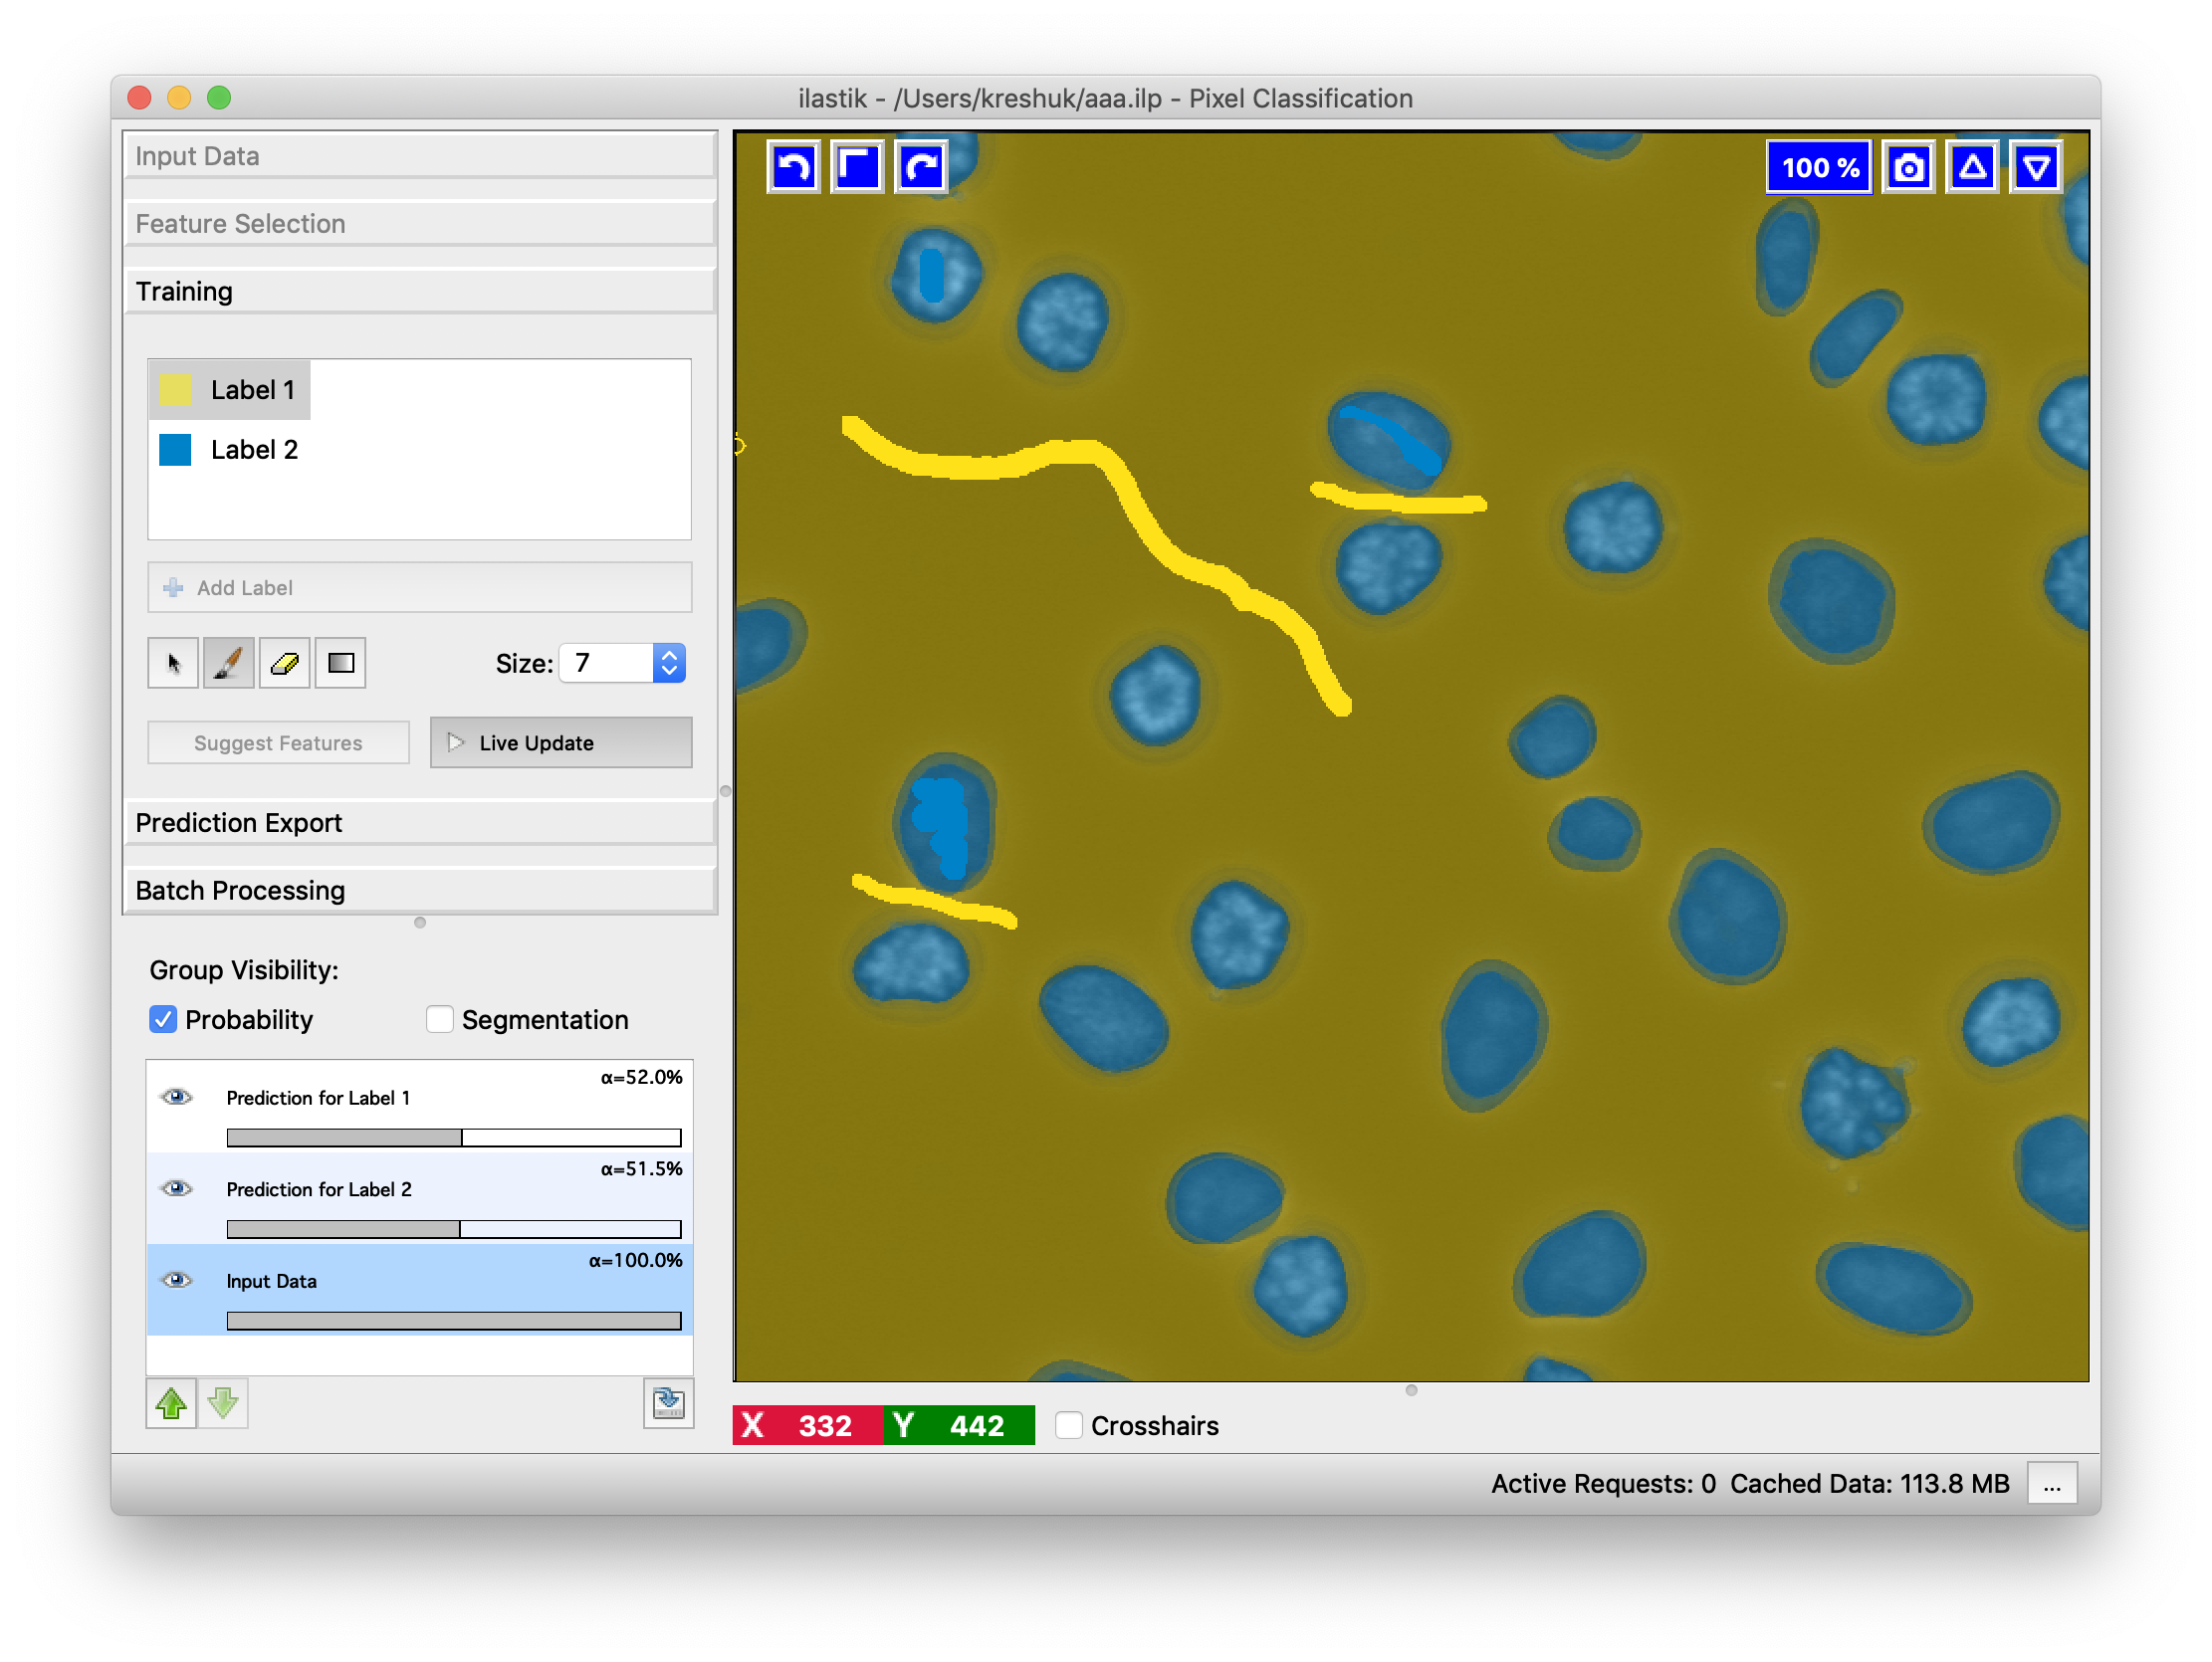 ilastik - /Users/kreshuk/aaa.ilp - Pixel Classification
Input Data
Feature Selection
Training
Label 1
Label 2
Add Label
Size: 7
Suggest Features
Live Update
Prediction Export
Batch Processing
Group Visibility:
Probability
Segmentation
α=52.0%
Prediction for Label 1
α=51.5%
Prediction for Label 2
α=100.0%
Input Data
100 %
X 332 Y 442
Crosshairs
Active Requests: 0 Cached Data: 113.8 MB
...